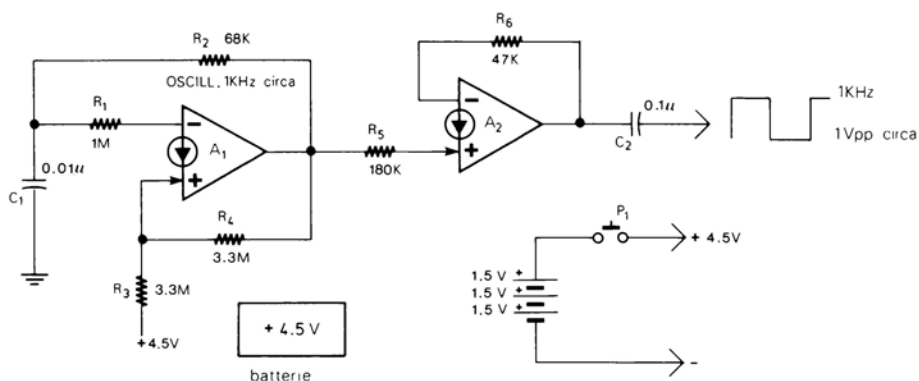 R2 68K
OSCILL. 1KHz circa
R1
1M
A1
0.01u
C1
R3
3.3M
+4.5V
R4
3.3M
R5
180K
R6
47K
A2
0.1u
C2
1KHz
1Vpp circa
P1
+ 4.5V
1.5 V +
1.5 V +
1.5 V +
-
+ 4.5 V
batterie